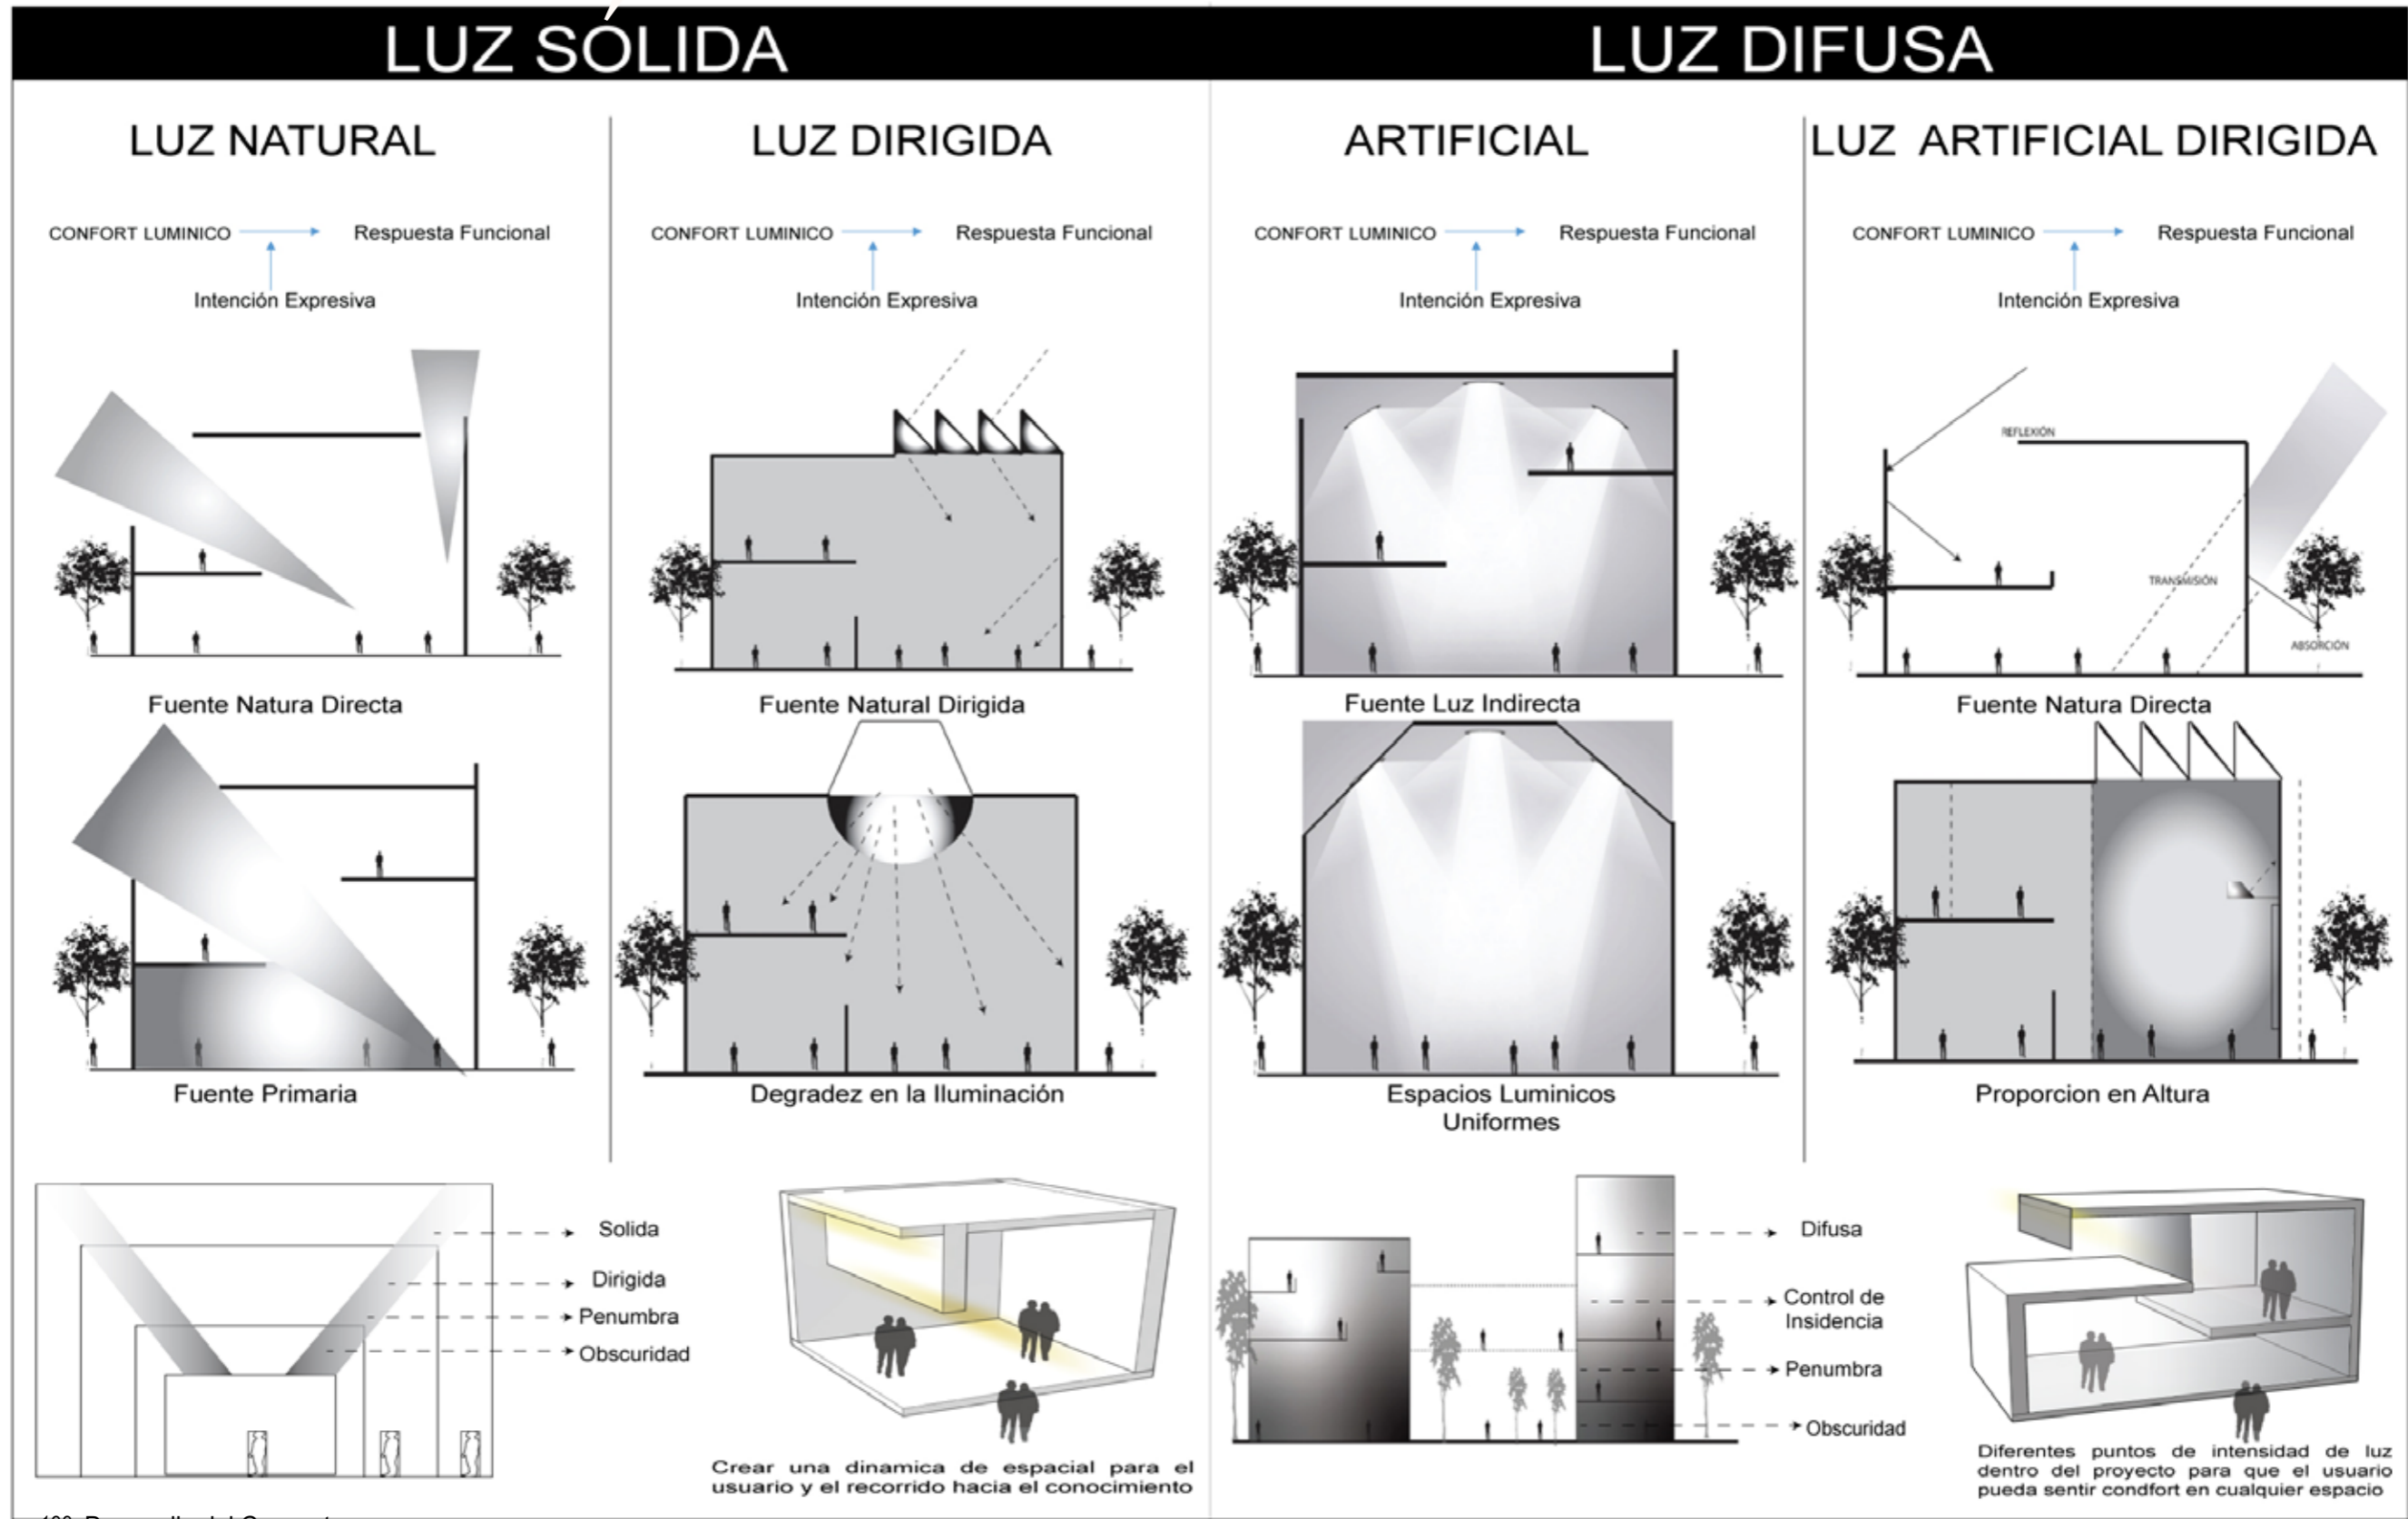 LUZ SÓLIDA
LUZ DIFUSA
LUZ NATURAL
LUZ DIRIGIDA
ARTIFICIAL
LUZ ARTIFICIAL DIRIGIDA
CONFORT LUMINICO
Respuesta Funcional
Intención Expresiva
CONFORT LUMINICO
Respuesta Funcional
Intención Expresiva
CONFORT LUMINICO
Respuesta Funcional
Intención Expresiva
CONFORT LUMINICO
Respuesta Funcional
Intención Expresiva
REFLEXIÓN
TRANSMISIÓN
ABSORCIÓN
Fuente Natura Directa
Fuente Natural Dirigida
Fuente Luz Indirecta
Fuente Natura Directa
Fuente Primaria
Degradez en la Iluminación
Espacios Luminicos
Uniformes
Proporcion en Altura
Solida
Dirigida
Penumbra
Obscuridad
Crear una dinamica de espacial para el
usuario y el recorrido hacia el conocimiento
Difusa
Control de
Insidencia
Penumbra
Obscuridad
Diferentes puntos de intensidad de luz
dentro del proyecto para que el usuario
pueda sentir condfort en cualquier espacio